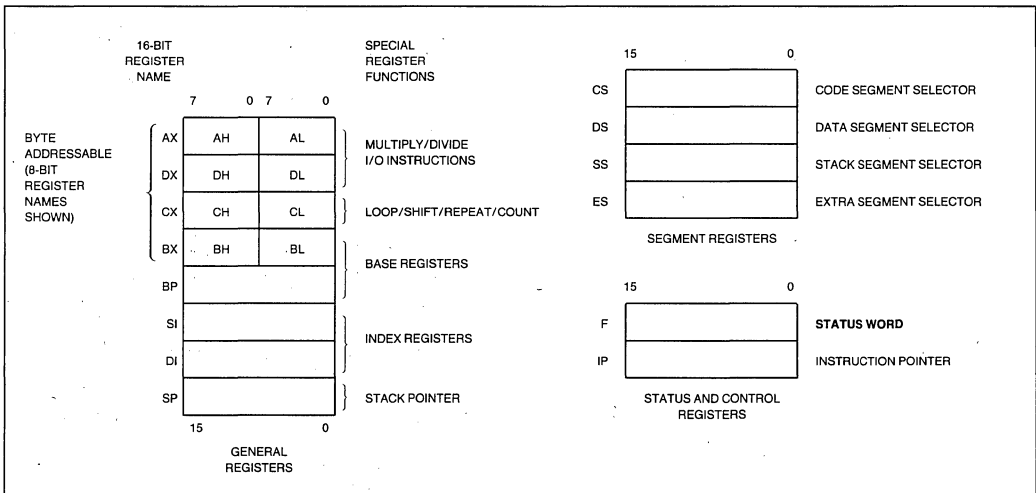 16-BIT
REGISTER
NAME
SPECIAL
REGISTER
FUNCTIONS
7 0 7 0
BYTE
ADDRESSABLE
(8-BIT
REGISTER
NAMES
SHOWN)
AX AH AL
DX DH DL
MULTIPLY/DIVIDE
I/O INSTRUCTIONS
CX CH CL LOOP/SHIFT/REPEAT/COUNT
BX BH BL
BP
BASE REGISTERS
SI
DI
INDEX REGISTERS
SP STACK POINTER
15 0
GENERAL
REGISTERS
15 0
CS CODE SEGMENT SELECTOR
DS DATA SEGMENT SELECTOR
SS STACK SEGMENT SELECTOR
ES EXTRA SEGMENT SELECTOR
SEGMENT REGISTERS
15 0
F STATUS WORD
IP INSTRUCTION POINTER
STATUS AND CONTROL
REGISTERS